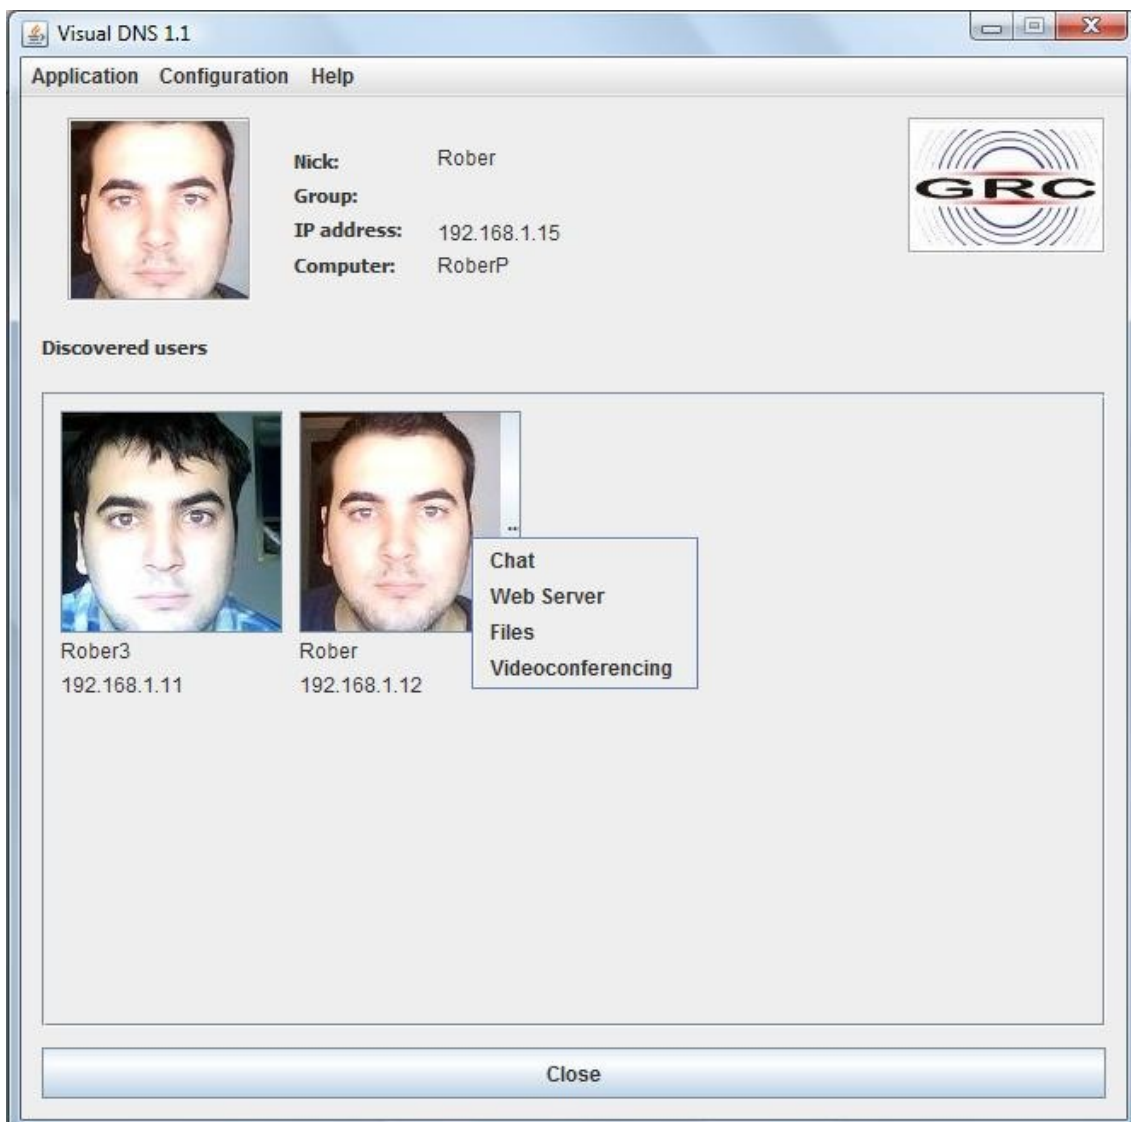 Visual DNS 1.1
Application Configuration Help
Nick: Rober
Group:
IP address: 192.168.1.15
Computer: RoberP
GRC
Discovered users
..
Chat
Web Server
Files
Videoconferencing
Rober3
192.168.1.11
Rober
192.168.1.12
Close